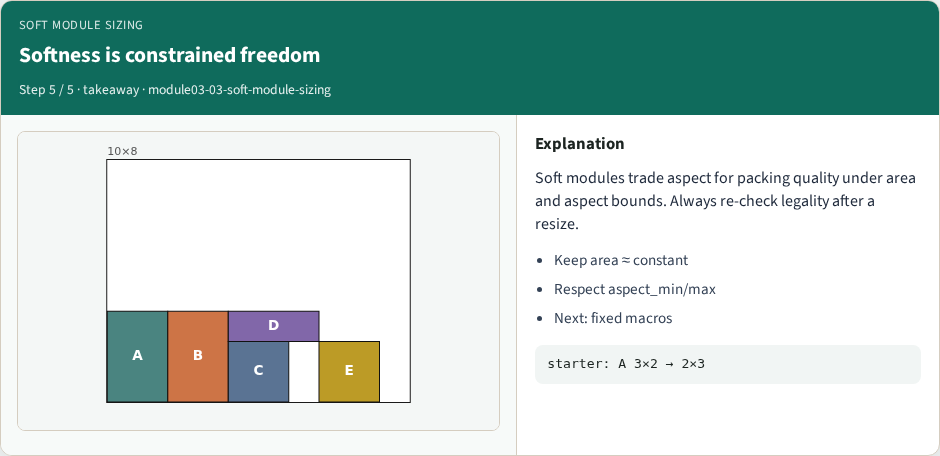 SOFT MODULE SIZING
Softness is constrained freedom
Step 5 / 5 · takeaway · module03-03-soft-module-sizing
10×8
A
B
C
D
E
Explanation
Soft modules trade aspect for packing quality under area
and aspect bounds. Always re-check legality after a
resize.
• Keep area ≈ constant
• Respect aspect_min/max
• Next: fixed macros
starter: A 3×2 → 2×3